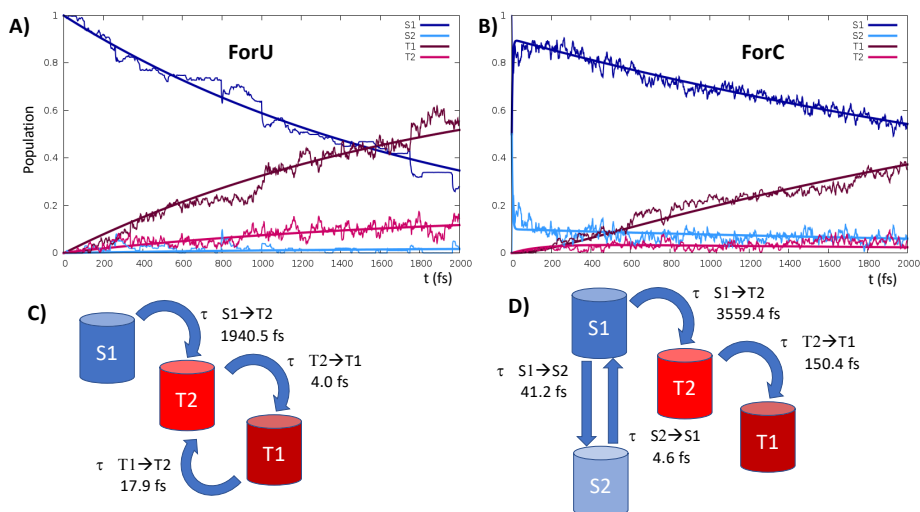 A)
ForU
S1
S2
T1
T2
Population
1
0.8
0.6
0.4
0.2
0
0 200 400 600 800 1000 1200 1400 1600 1800 2000
t (fs)
B)
ForC
S1
S2
T1
T2
1
0.8
0.6
0.4
0.2
0
0 200 400 600 800 1000 1200 1400 1600 1800 2000
t (fs)
C)
S1
τ S1→T2
1940.5 fs
T2
τ T2→T1
4.0 fs
T1
τ T1→T2
17.9 fs
D)
S1
τ S1→T2
3559.4 fs
T2
τ T2→T1
150.4 fs
T1
τ S1→S2
41.2 fs
τ S2→S1
4.6 fs
S2